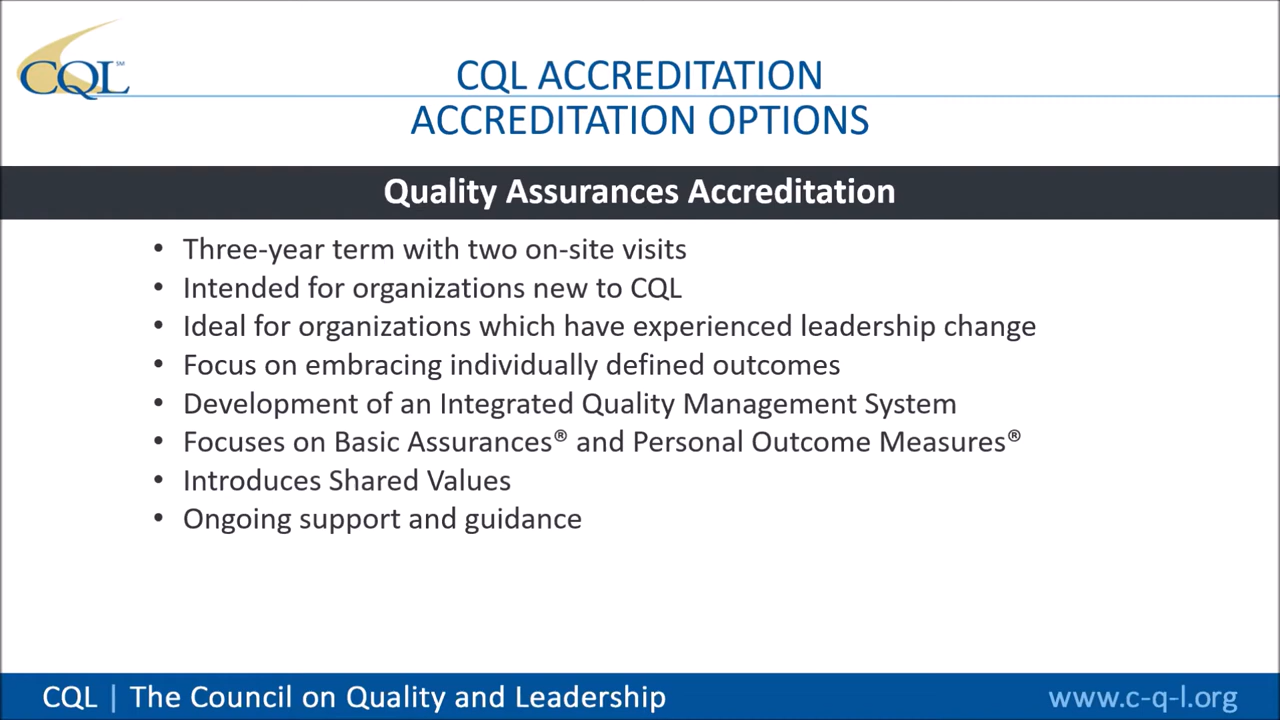 CQL℠
CQL ACCREDITATION
ACCREDITATION OPTIONS
Quality Assurances Accreditation
• Three-year term with two on-site visits
• Intended for organizations new to CQL
• Ideal for organizations which have experienced leadership change
• Focus on embracing individually defined outcomes
• Development of an Integrated Quality Management System
• Focuses on Basic Assurances® and Personal Outcome Measures®
• Introduces Shared Values
• Ongoing support and guidance
CQL | The Council on Quality and Leadership
www.c-q-l.org